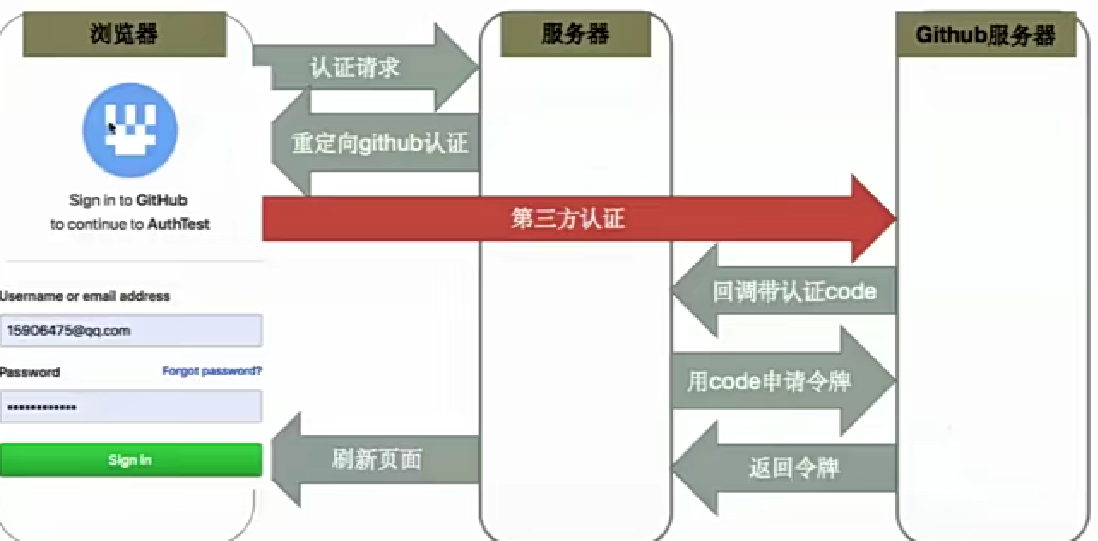 浏览器
服务器
Github服务器
认证请求
重定向github认证
Sign in to GitHub
to continue to AuthTest
第三方认证
回调带认证code
Username or email address
15906475@qq.com
Password
Forgot password?
用code申请令牌
Sign in
刷新页面
返回令牌